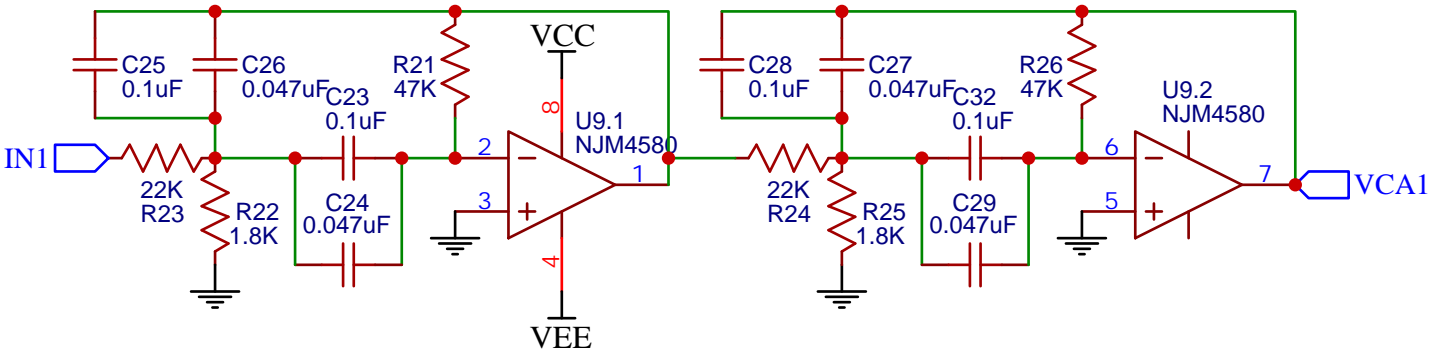 VCC
C25
0.1uF
C26
0.047uF
R21
47K
C23
0.1uF
8
U9.1
NJM4580
C28
0.1uF
C27
0.047uF
R26
47K
C32
0.1uF
U9.2
NJM4580
IN1
2
1
3
22K
R23
R22
1.8K
C24
0.047uF
4
VEE
22K
R24
R25
1.8K
C29
0.047uF
6
5
7
VCA1